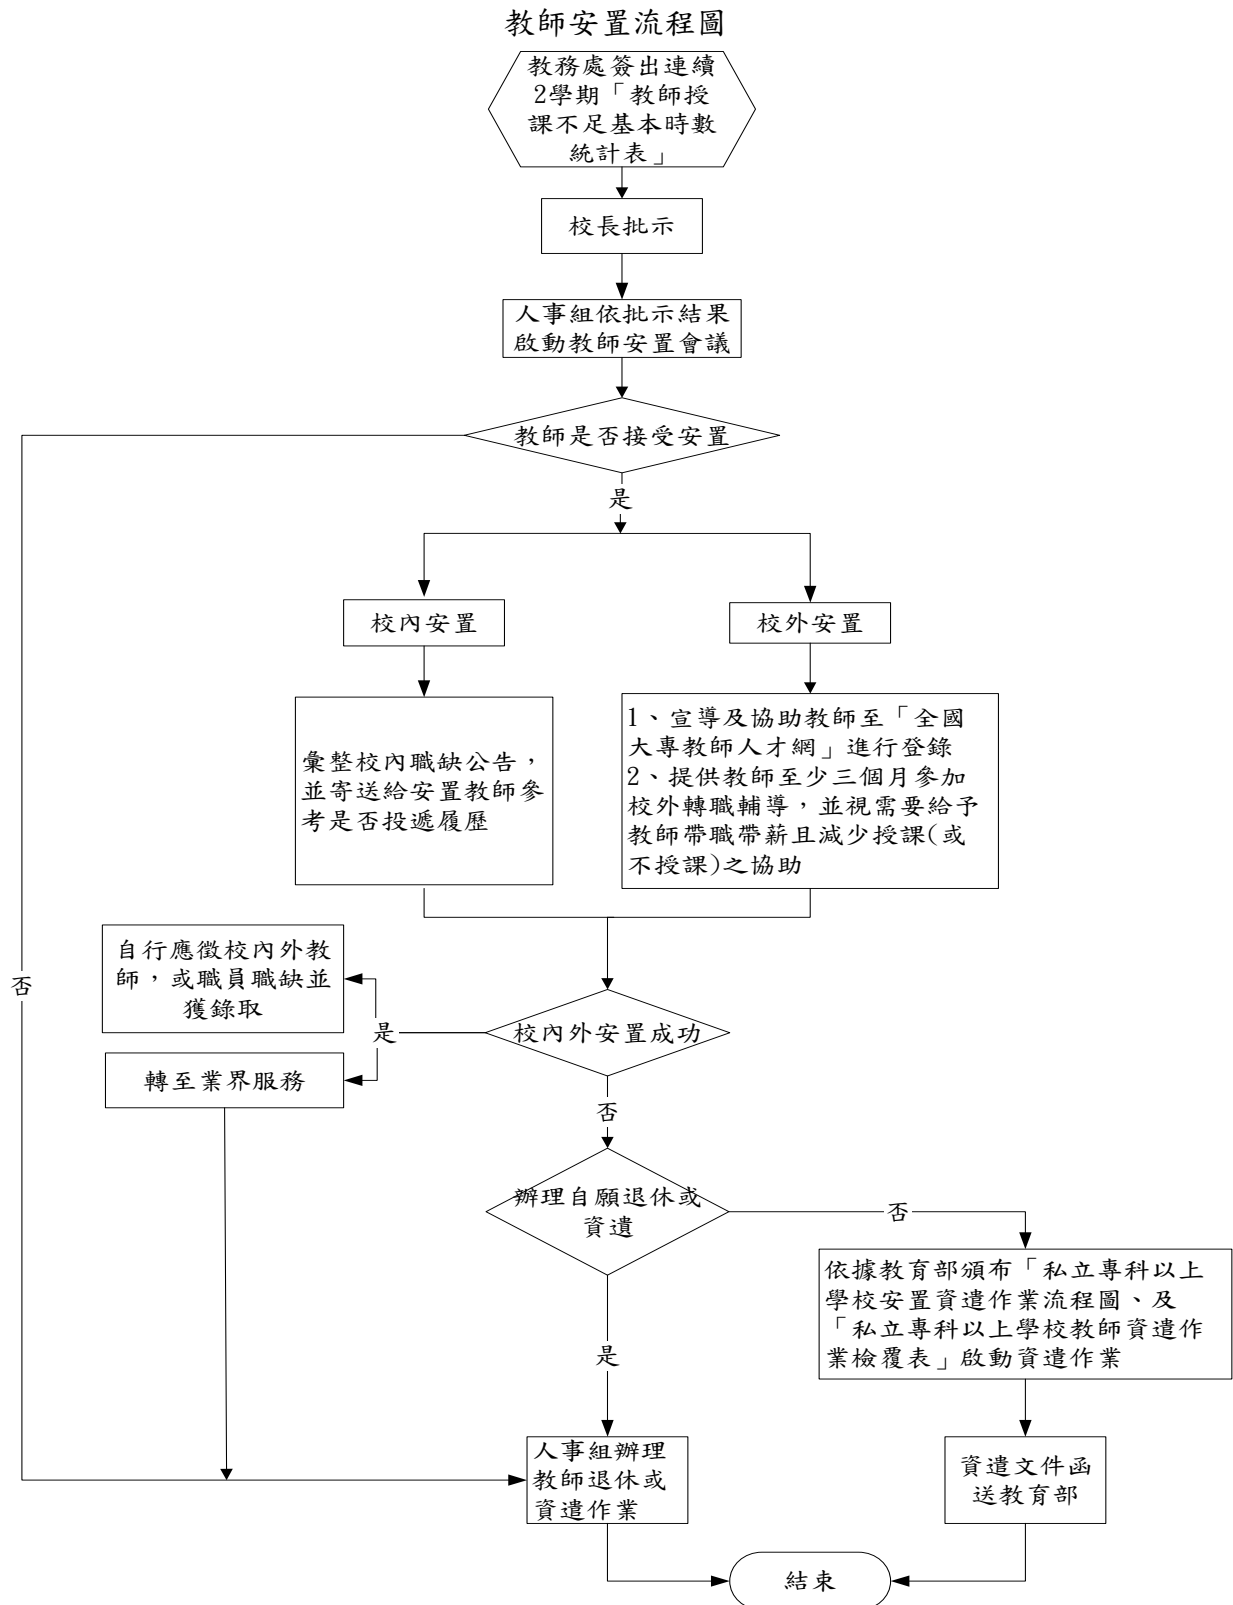 教師安置流程圖
教務處簽出連續
2學期「教師授
課不足基本時數
統計表」
校長批示
人事組依批示結果
啟動教師安置會議
教師是否接受安置
是
校內安置
校外安置
彙整校內職缺公告，
並寄送給安置教師參
考是否投遞履歷
1、宣導及協助教師至「全國
大專教師人才網」進行登錄
2、提供教師至少三個月參加
校外轉職輔導，並視需要給予
教師帶職帶薪且減少授課(或
不授課)之協助
自行應徵校內外教
師，或職員職缺並
獲錄取
否
是
校內外安置成功
轉至業界服務
否
辦理自願退休或
資遺
否
依據教育部頒布「私立專科以上
學校安置資遺作業流程圖、及
「私立專科以上學校教師資遺作
業檢覆表」啟動資遺作業
是
人事組辦理
教師退休或
資遺作業
資遺文件函
送教育部
結束